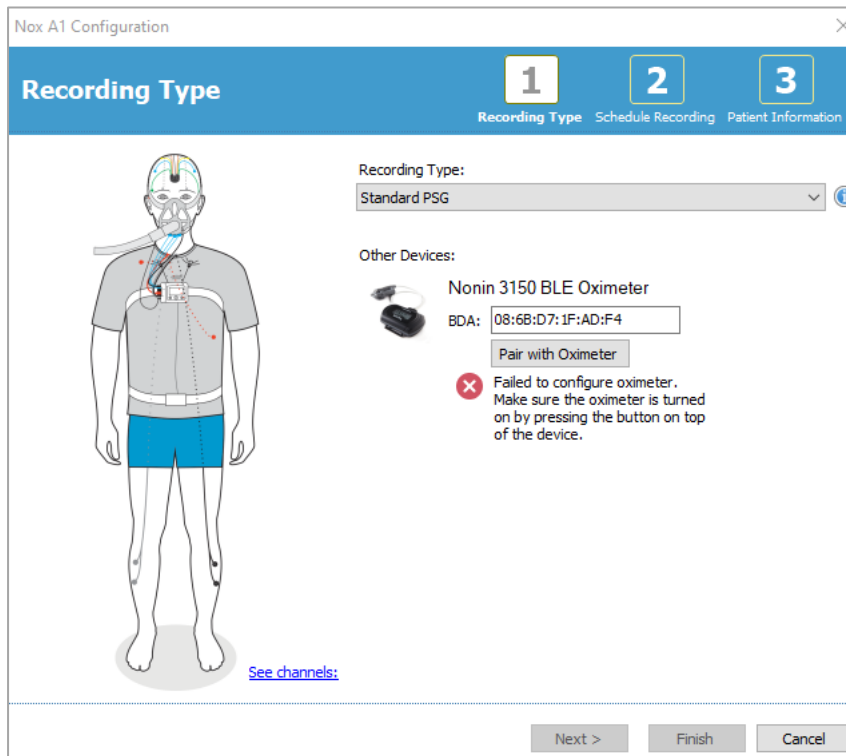 Nox A1 Configuration
Recording Type
1
Recording Type
2
Schedule Recording
3
Patient Information
Recording Type:
Standard PSG
Other Devices:
Nonin 3150 BLE Oximeter
BDA:
08:6B:D7:1F:AD:F4
Pair with Oximeter
Failed to configure oximeter.
Make sure the oximeter is turned
on by pressing the button on top
of the device.
See channels:
Next >
Finish
Cancel